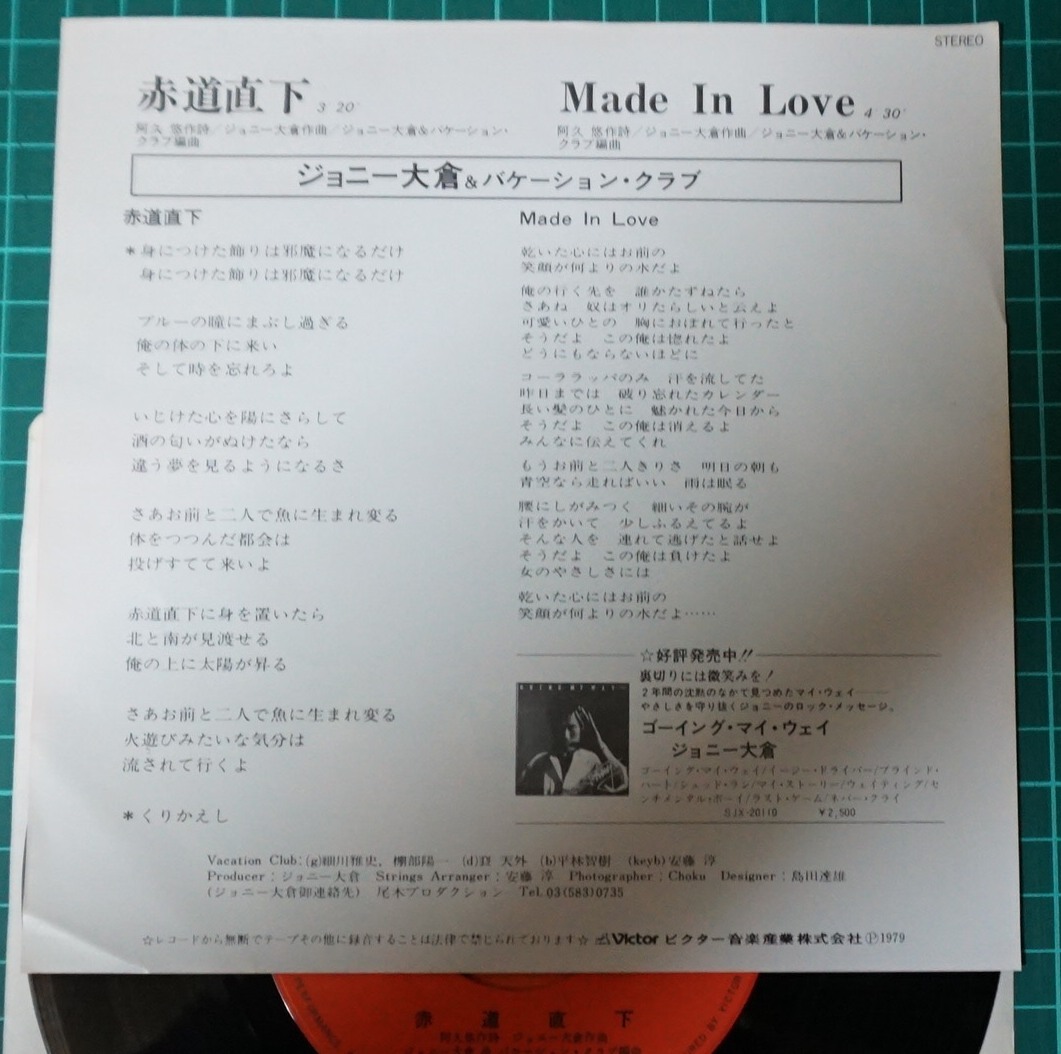 STEREO
赤道直下 3´20˝
阿久 悠作詩/ジョニー大倉作曲/ジョニー大倉&バケーション・
クラブ編曲
Made In Love 4´30˝
阿久 悠作詩/ジョニー大倉作曲/ジョニー大倉&バケーション・
クラブ編曲
ジョニー大倉&バケーション・クラブ
赤道直下
*身につけた飾りは邪魔になるだけ
身につけた飾りは邪魔になるだけ
ブルーの瞳にまぶし過ぎる
俺の体の下に来い
そして時を忘れろよ
いじけた心を陽にさらして
酒の匂いがぬけたなら
違う夢を見るようになるさ
さあお前と二人で魚に生まれ変る
体をつつんだ都会は
投げすてて来いよ
赤道直下に身を置いたら
北と南が見渡せる
俺の上に太陽が昇る
さあお前と二人で魚に生まれ変る
火遊びみたいな気分は
流されて行くよ
*くりかえし
Made In Love
乾いた心にはお前の
笑顔が何よりの水だよ
俺の行く先を 誰かたずねたら
さあね 奴はオリたらしいと云えよ
可愛いひとの 胸におぼれて行ったと
そうだよ この俺は惚れたよ
どうにもならないほどに
コーララッパのみ 汗を流してた
昨日までは 破り忘れたカレンダー
長い髪のひとに 魅かれた今日から
そうだよ この俺は消えるよ
みんなに伝えてくれ
もうお前と二人きりさ 明日の朝も
青空なら走ればいい 雨は眠る
腰にしがみつく 細いその腕が
汗をかいて 少しふるえてるよ
そんな人を 連れて逃げたと話せよ
そうだよ この俺は負けたよ
女のやさしさには
乾いた心にはお前の
笑顔が何よりの水だよ……
☆好評発売中!!
裏切りには微笑みを!
2年間の沈黙のなかで見つめたマイ・ウェイ——
やさしさを守り抜くジョニーのロック・メッセージ。
ゴーイング・マイ・ウェイ
ジョニー大倉
ゴーイング・マイ・ウェイ/イージー・ドライバー/ブラインド・
ハート/シェッド・ラン/マイ・ストーリー/ウェイティング/セ
ンチメンタル・ボーイ/ラスト・ゲーム/ネバー・クライ
SJX-20119 ¥2,500
Vacation Club:(g)細川雅史, 棚部陽一 (d)袞 天外 (b)平林智樹 (keyb)安藤 淳
Producer:ジョニー大倉 Strings Arranger:安藤 淳 Photographer:Choku Designer:島田達雄
(ジョニー大倉御連絡先) 尾木プロダクション Tel.03(583)0735
☆レコードから無断でテープその他に録音することは法律で禁じられております☆ Victor ビクター音楽産業株式会社Ⓟ1979
赤道直下
阿久悠作詩 ジョニー大倉作曲